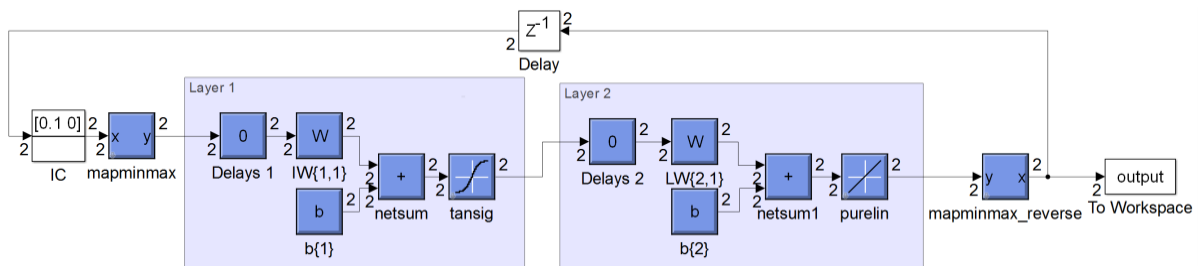 2
Z-1
2
Delay
Layer 1
Layer 2
[0.1 0]
2
2
IC
x y
2
2
mapminmax
0
2
2
Delays 1
W
2
2
IW{1,1}
b
2
b{1}
+
2
2
2
netsum
2
2
tansig
0
2
2
Delays 2
W
2
2
LW{2,1}
b
2
b{2}
+
2
2
2
netsum1
2
2
purelin
y x
2
2
mapminmax_reverse
output
2
To Workspace